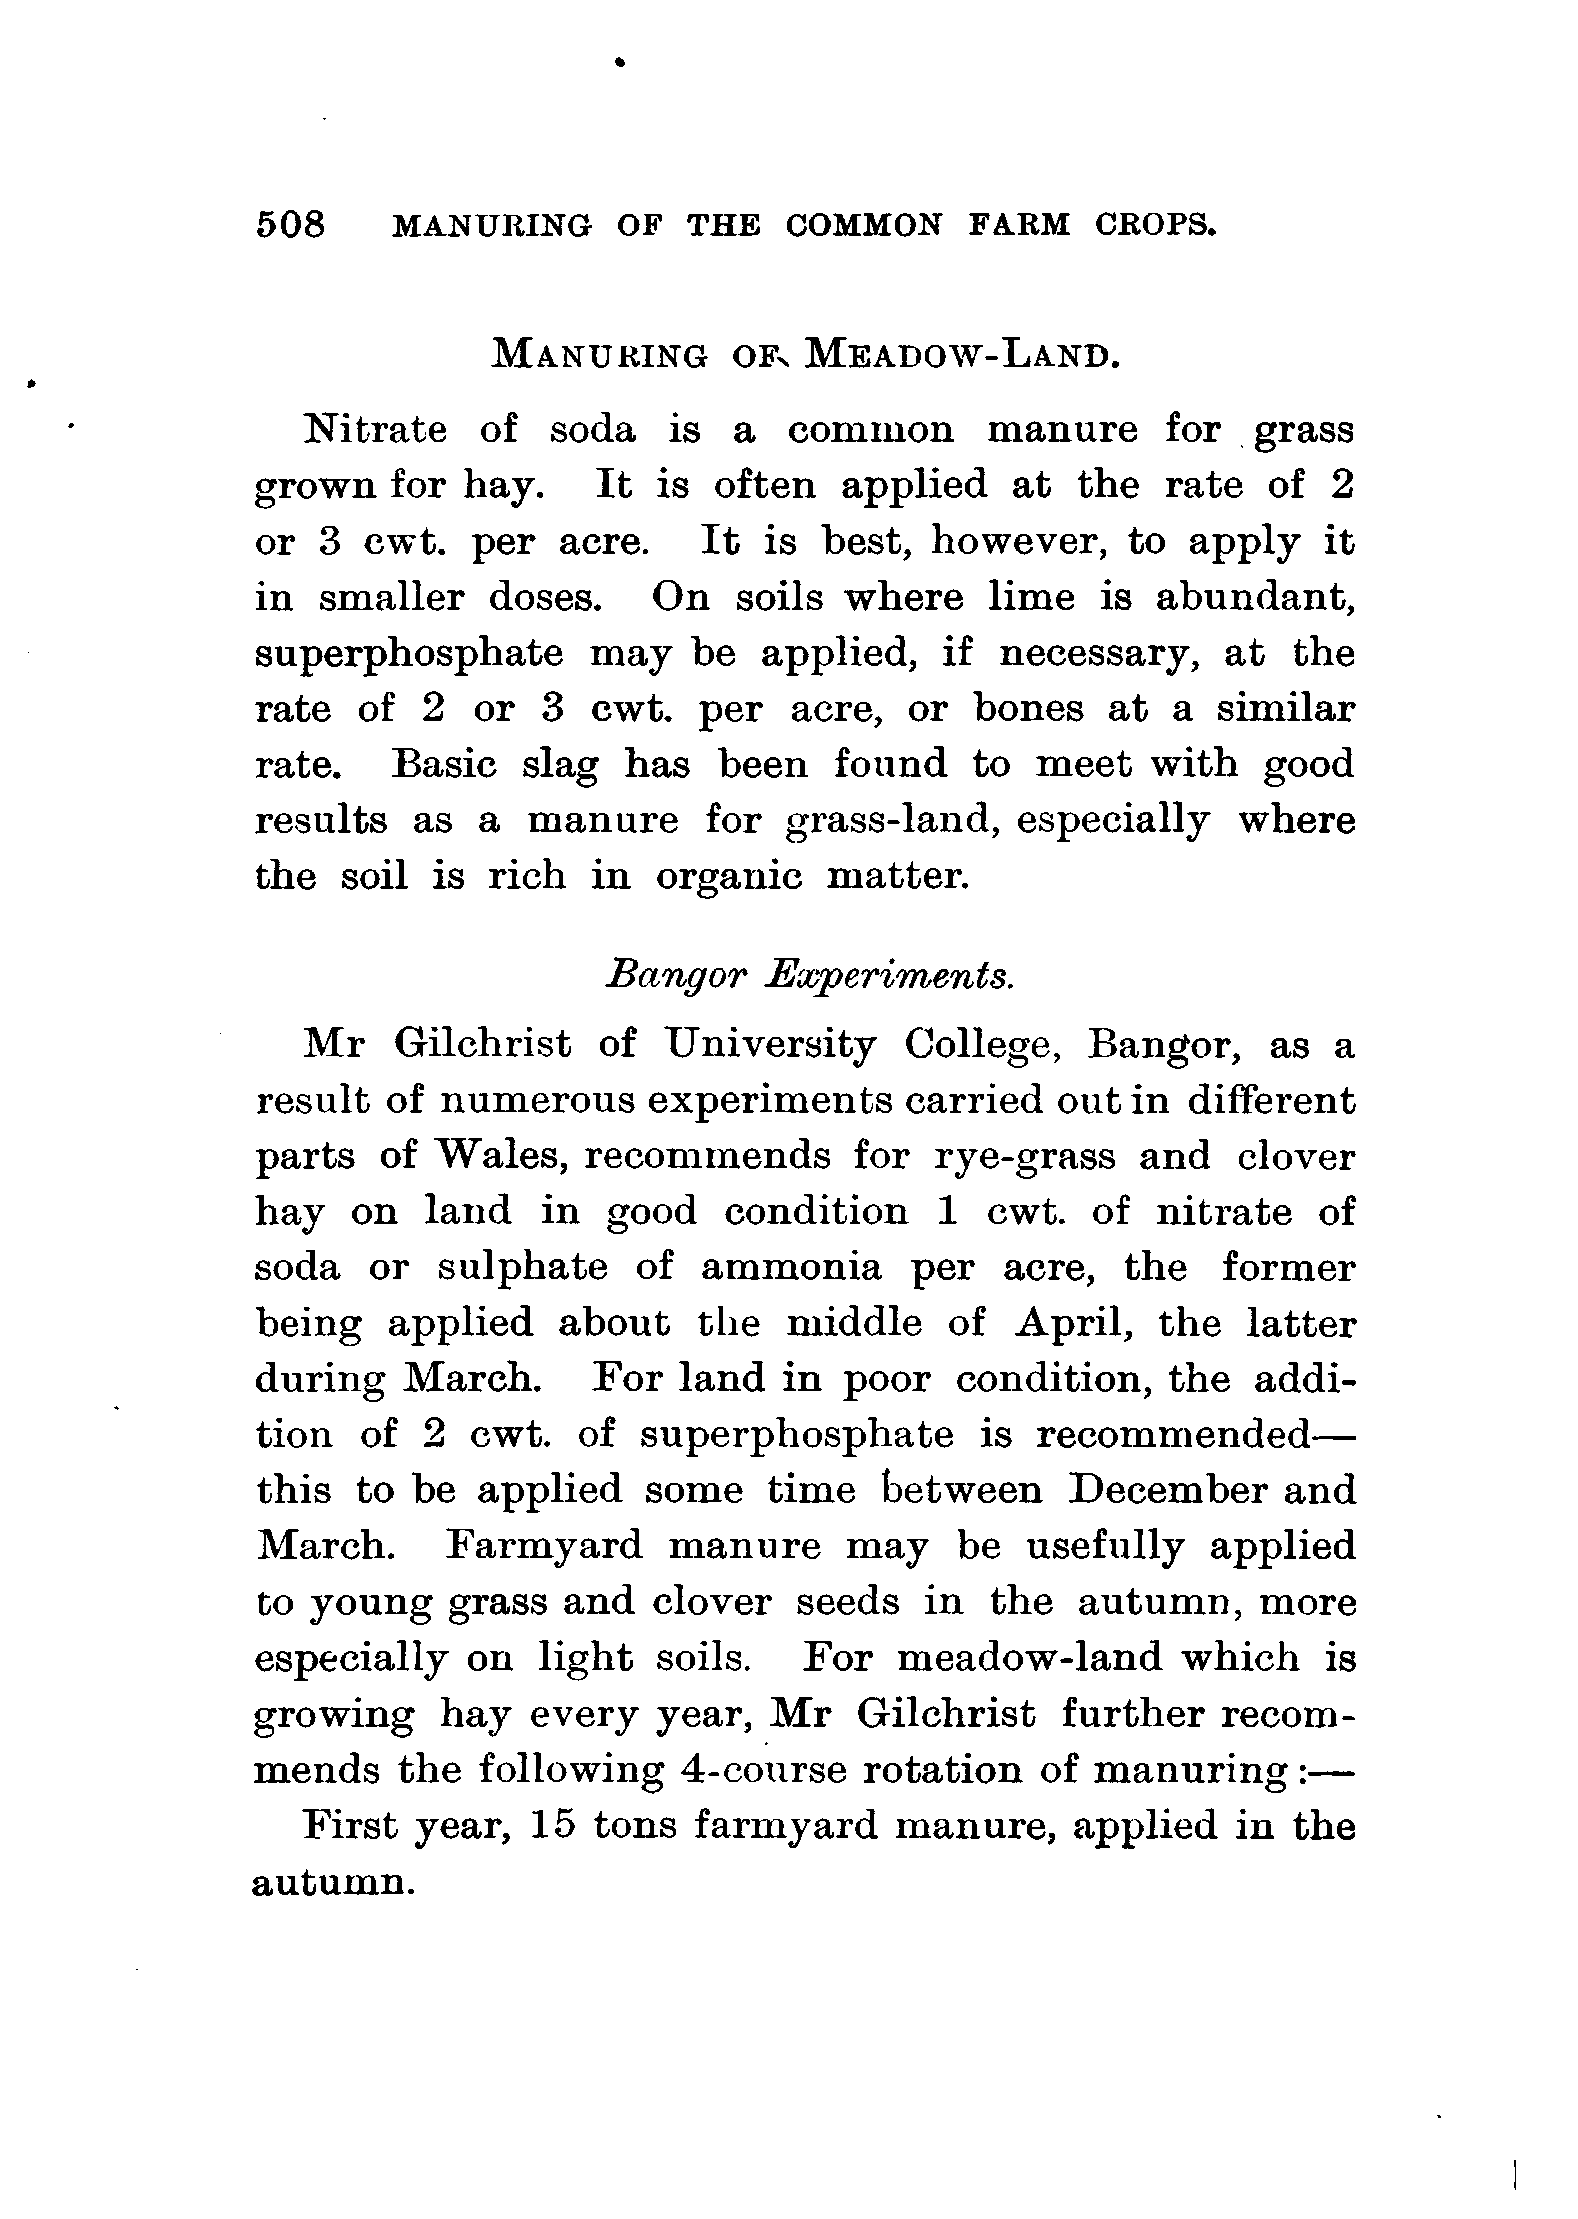 508 MANURING OF THE COMMON FARM CROPS.
MANURING OF MEADOW-LAND.
Nitrate of soda is a common manure for grass
grown for hay. It is often applied at the rate of 2
or 3 cwt. per acre. It is best, however, to apply it
in smaller doses. On soils where lime is abundant,
superphosphate may be applied, if necessary, at the
rate of 2 or 3 cwt. per acre, or bones at a similar
rate. Basic slag has been found to meet with good
results as a manure for grass-land, especially where
the soil is rich in organic matter.
Bangor Experiments.
Mr Gilchrist of University College, Bangor, as a
result of numerous experiments carried out in different
parts of Wales, recommends for rye-grass and clover
hay on land in good condition 1 cwt. of nitrate of
soda or sulphate of ammonia per acre, the former
being applied about the middle of April, the latter
during March. For land in poor condition, the addi-
tion of 2 cwt. of superphosphate is recommended—
this to be applied some time between December and
March. Farmyard manure may be usefully applied
to young grass and clover seeds in the autumn, more
especially on light soils. For meadow-land which is
growing hay every year, Mr Gilchrist further recom-
mends the following 4-course rotation of manuring:—
First year, 15 tons farmyard manure, applied in the
autumn.